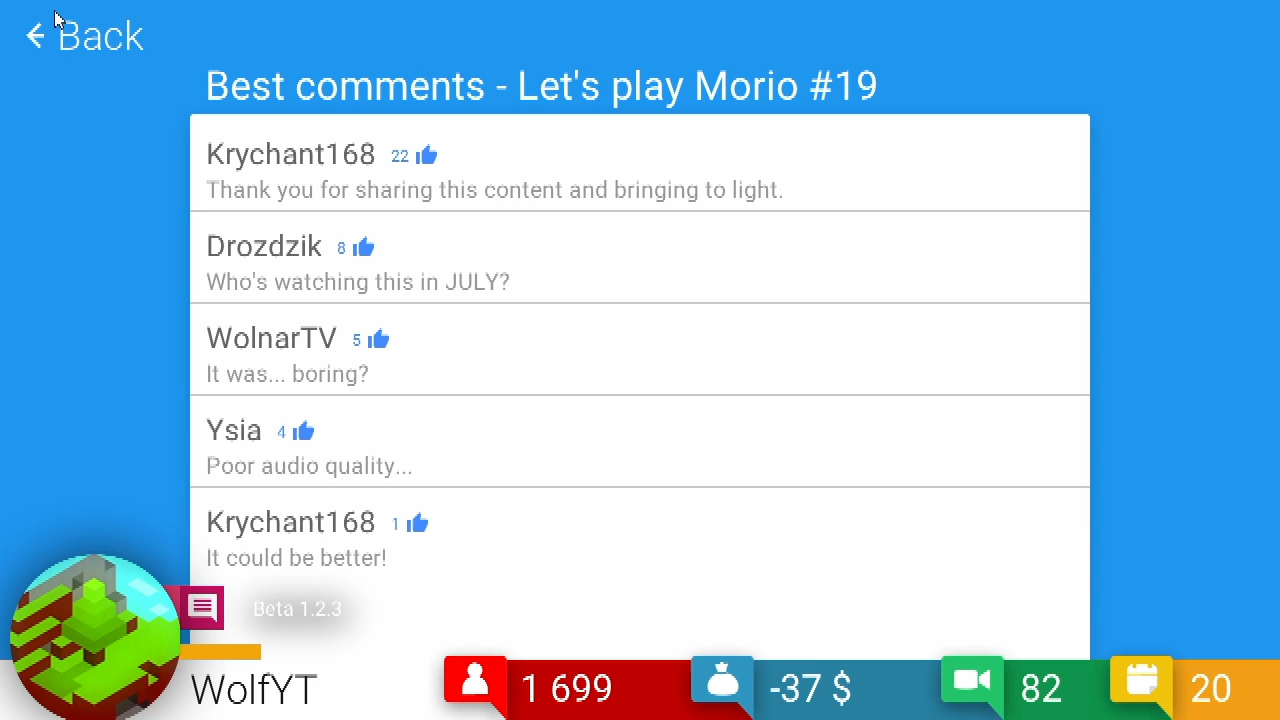 Back
Best comments - Let's play Morio #19
Krychant168 22
Thank you for sharing this content and bringing to light.
Drozdzik 8
Who's watching this in JULY?
WolnarTV 5
It was... boring?
Ysia 4
Poor audio quality...
Krychant168 1
It could be better!
Beta 1.2.3
WolfYT 1 699 -37 $ 82 20